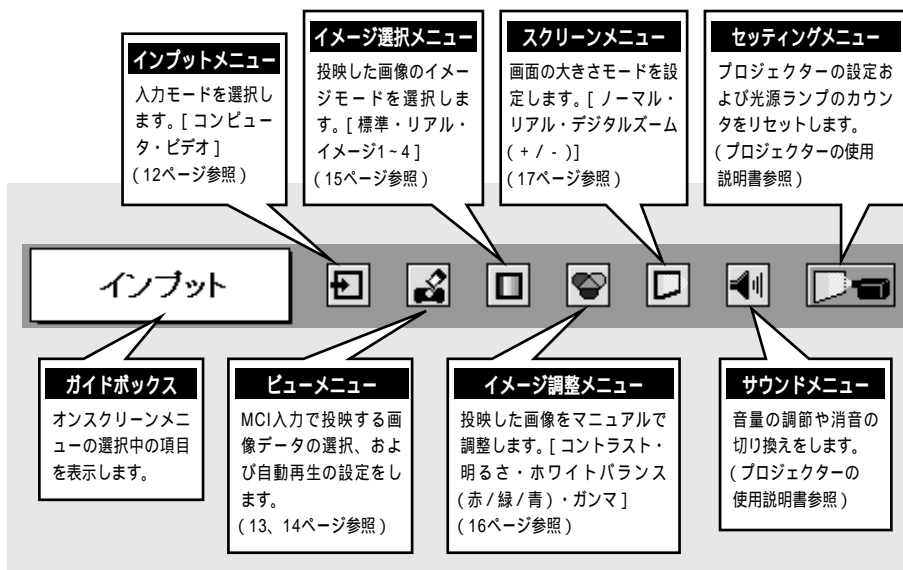 インプットメニュー
入力モードを選択し
ます。[ コンピュー
タ・ビデオ ]
( 12ページ参照 )
イメージ選択メニュー
投映した画像のイメー
ジモードを選択しま
す。[ 標準・リアル・
イメージ1~4 ]
( 15ページ参照 )
スクリーンメニュー
画面の大きさモードを設
定します。[ ノーマル・
リアル・デジタルズーム
( + / - )]
( 17ページ参照 )
セッティングメニュー
プロジェクターの設定お
よび光源ランプのカウン
タをリセットします。
( プロジェクターの使用
説明書参照 )
インプット
ガイドボックス
オンスクリーンメニ
ューの選択中の項目
を表示します。
ビューメニュー
MCI入力で投映する画
像データの選択、およ
び自動再生の設定をし
ます。
( 13、14ページ参照 )
イメージ調整メニュー
投映した画像をマニュアルで
調整します。[ コントラスト・
明るさ・ホワイトバランス
( 赤 / 緑 / 青 )・ガンマ ]
( 16ページ参照 )
サウンドメニュー
音量の調節や消音の
切り換えをします。
( プロジェクターの
使用説明書参照 )